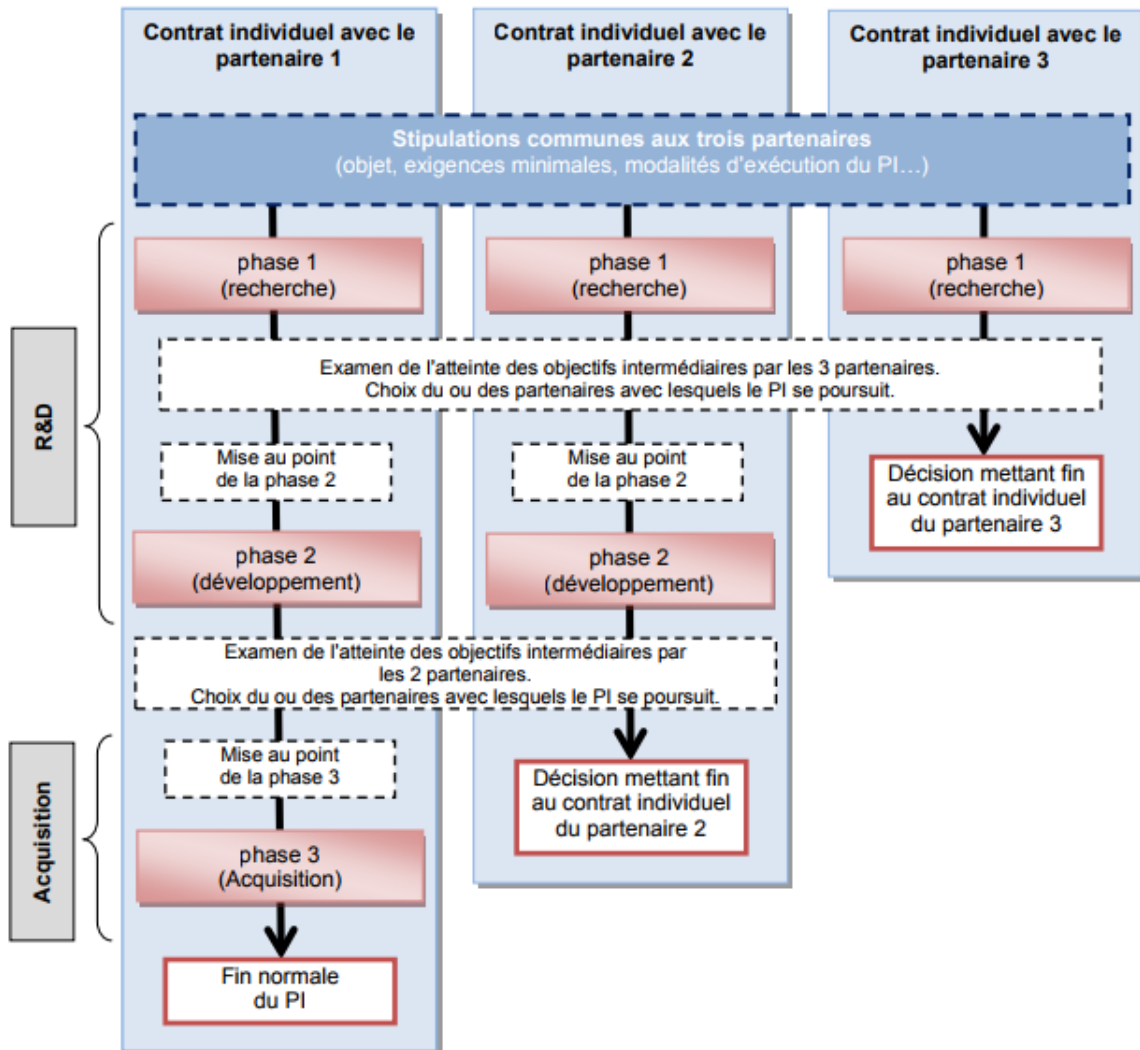 Contrat individuel avec le
partenaire 1
Contrat individuel avec le
partenaire 2
Contrat individuel avec le
partenaire 3
Stipulations communes aux trois partenaires
(objet, exigences minimales, modalités d'exécution du PI…)
R&D
phase 1
(recherche)
phase 1
(recherche)
phase 1
(recherche)
Examen de l'atteinte des objectifs intermédiaires par les 3 partenaires.
Choix du ou des partenaires avec lesquels le PI se poursuit.
Mise au point
de la phase 2
Mise au point
de la phase 2
Décision mettant fin
au contrat individuel
du partenaire 3
phase 2
(développement)
phase 2
(développement)
Examen de l'atteinte des objectifs intermédiaires par
les 2 partenaires.
Choix du ou des partenaires avec lesquels le PI se poursuit.
Acquisition
Mise au point
de la phase 3
Décision mettant fin
au contrat individuel
du partenaire 2
phase 3
(Acquisition)
Fin normale
du PI